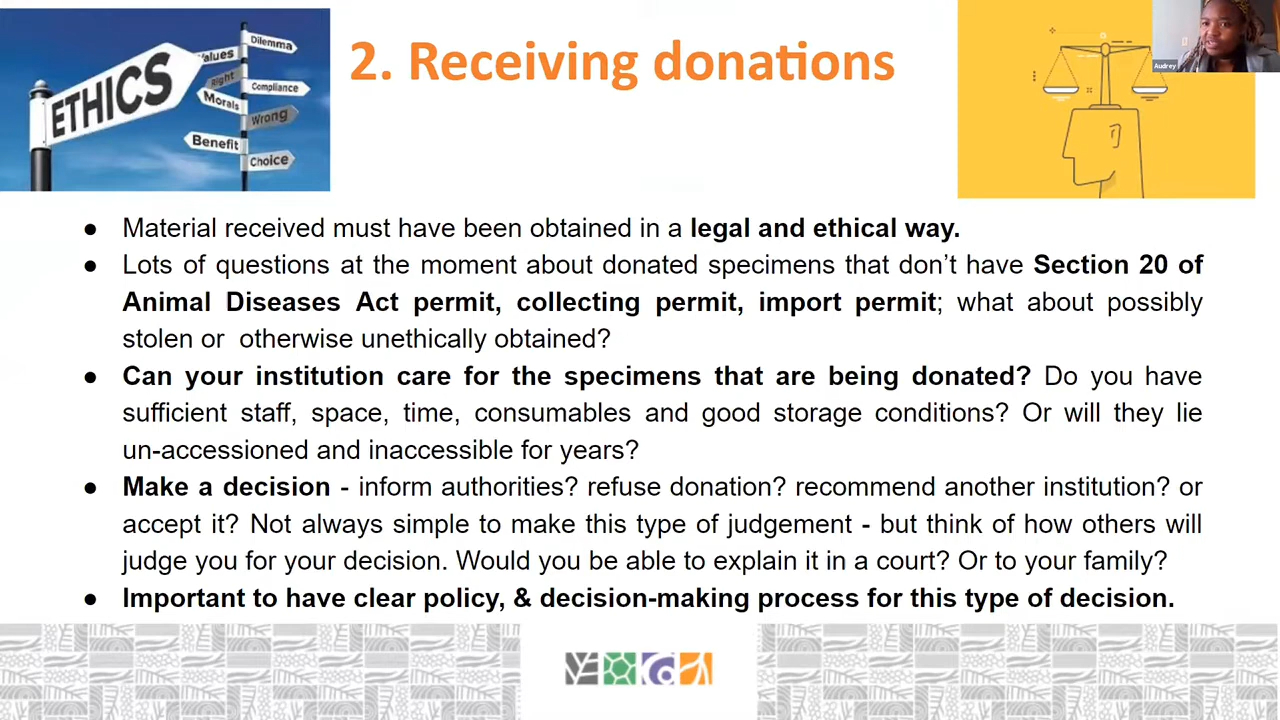 2. Receiving donations
ETHICS
Values
Right
Morals
Benefit
Dilemma
Compliance
Wrong
Choice
Audrey
● Material received must have been obtained in a legal and ethical way.
● Lots of questions at the moment about donated specimens that don’t have Section 20 of
Animal Diseases Act permit, collecting permit, import permit; what about possibly
stolen or  otherwise unethically obtained?
● Can your institution care for the specimens that are being donated? Do you have
sufficient staff, space, time, consumables and good storage conditions? Or will they lie
un-accessioned and inaccessible for years?
● Make a decision - inform authorities? refuse donation? recommend another institution? or
accept it? Not always simple to make this type of judgement - but think of how others will
judge you for your decision. Would you be able to explain it in a court? Or to your family?
● Important to have clear policy, & decision-making process for this type of decision.